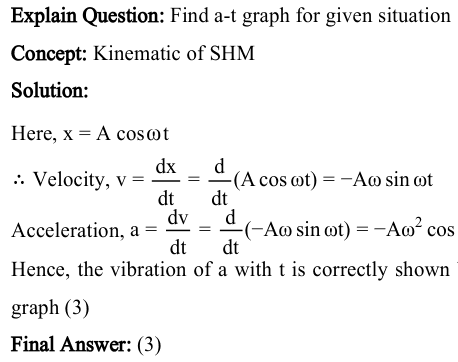 Explain Question: Find a-t graph for given situation
Concept: Kinematic of SHM
Solution:
Here, x = A cosωt
∴ Velocity, v = dx/dt = d/dt (A cos ωt) = −Aω sin ωt
Acceleration, a = dv/dt = d/dt (−Aω sin ωt) = −Aω² cos
Hence, the vibration of a with t is correctly shown
graph (3)
Final Answer: (3)